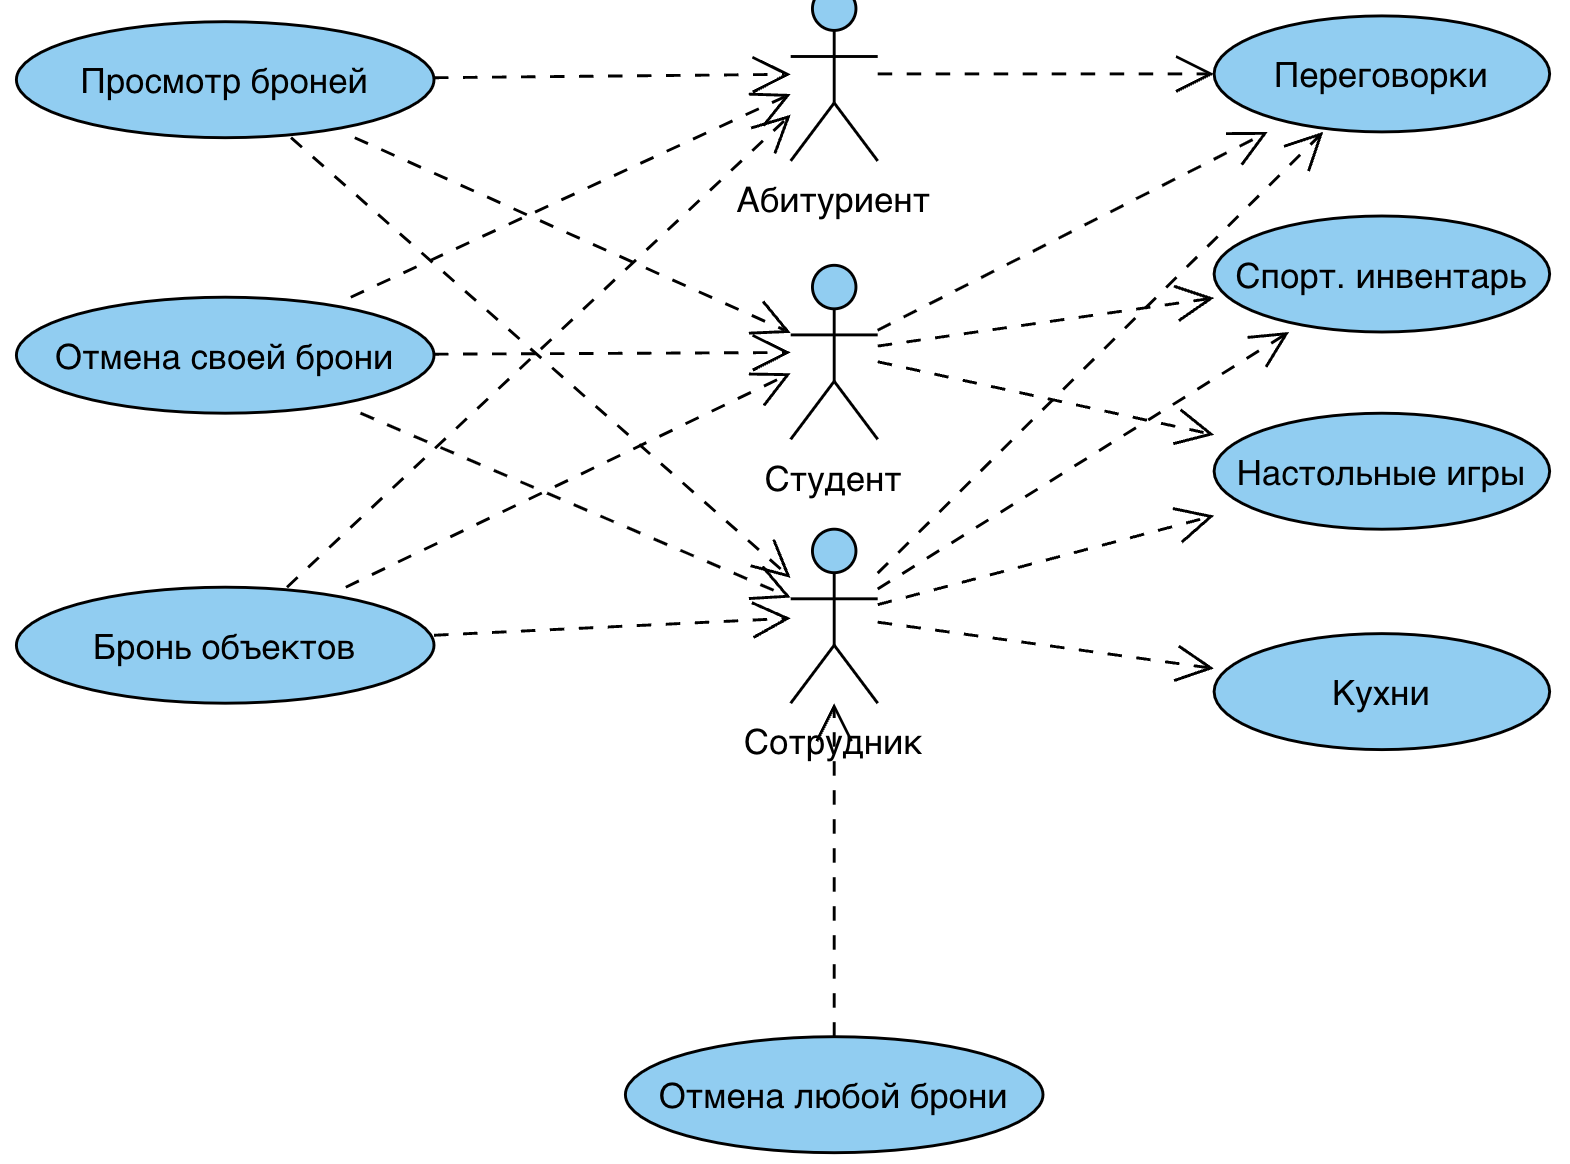 Просмотр броней
Переговорки
Абитуриент
Спорт. инвентарь
Отмена своей брони
Студент
Настольные игры
Бронь объектов
Кухни
Сотрудник
Отмена любой брони